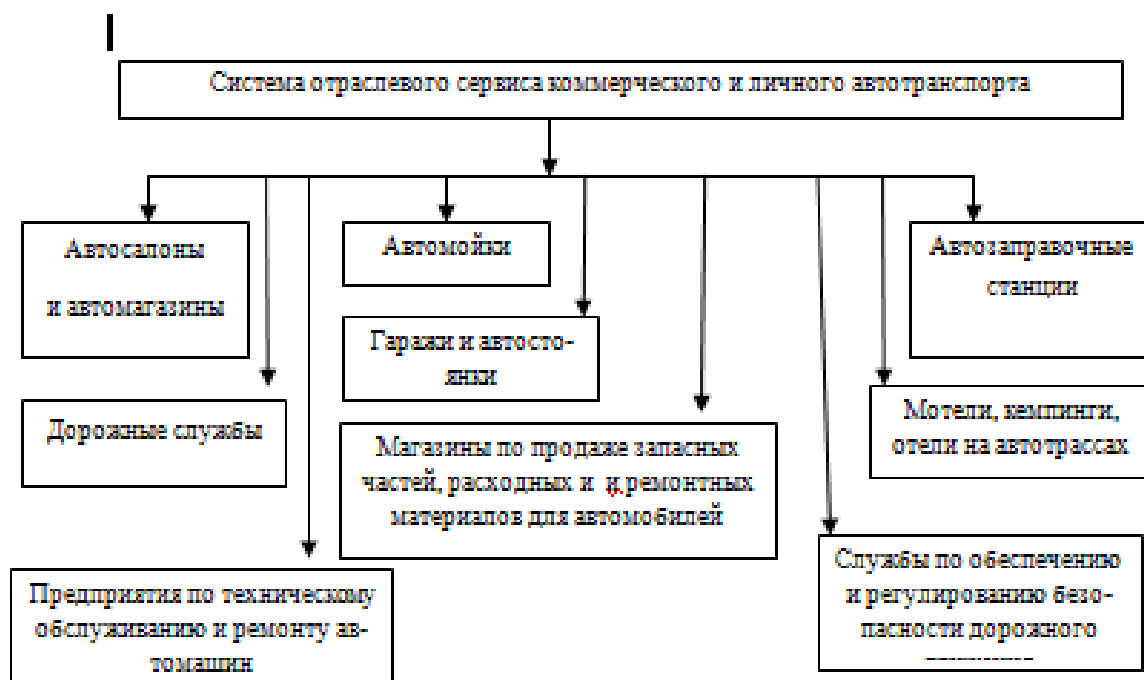 Система отраслевого сервиса коммерческого и личного автотранспорта
Автосалоны
и автомагазины
Автомойки
Автозаправочные
станции
Гаражи и автосто-
янки
Дорожные службы
Мотели, кемпинги,
отели на автотрассах
Магазины по продаже запасных
частей, расходных и и ремонтных
материалов для автомобилей
Предприятия по техническому
обслуживанию и ремонту ав-
томашин
Службы по обеспечению
и регулированию безо-
пасности дорожного